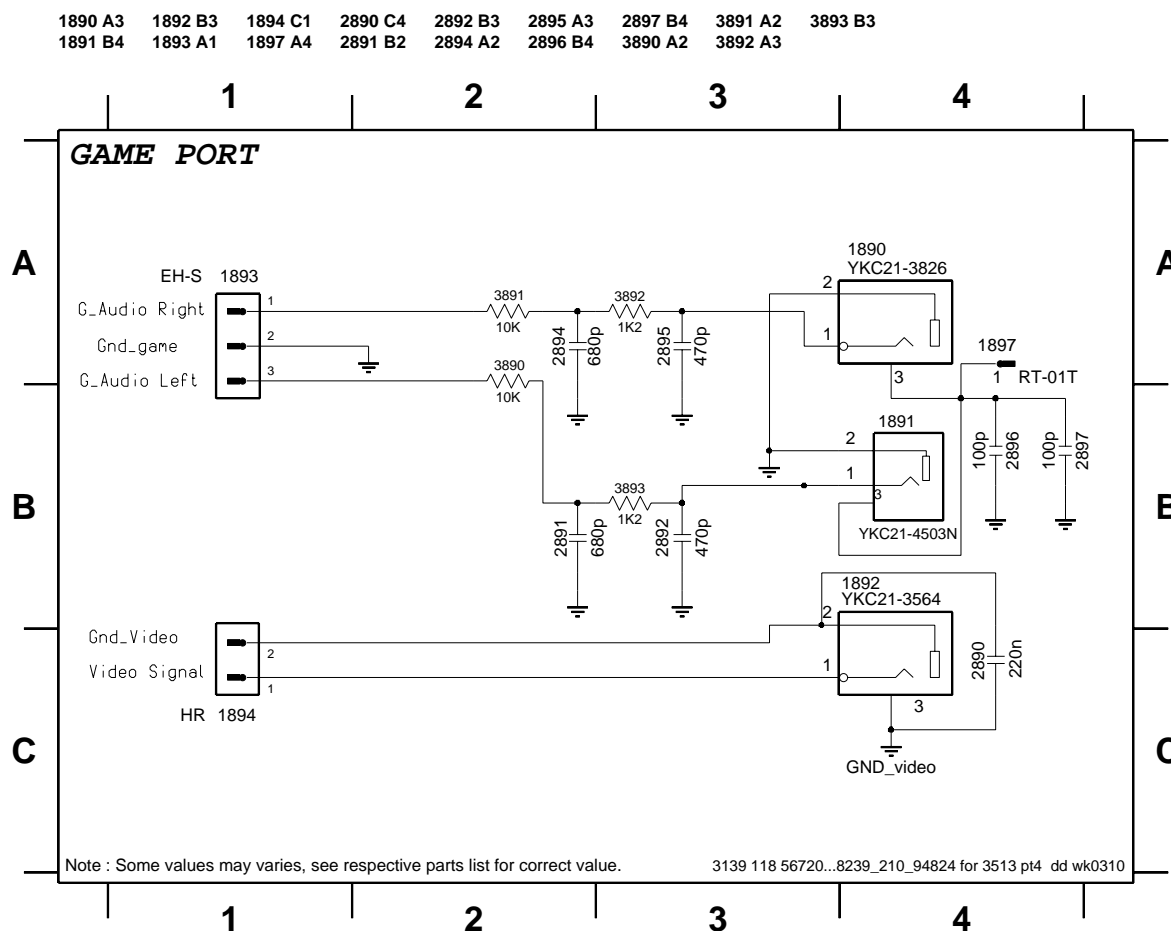 1890 A3 1892 B3 1894 C1 2890 C4 2892 B3 2895 A3 2897 B4 3891 A2 3893 B3
1891 B4 1893 A1 1897 A4 2891 B2 2894 A2 2896 B4 3890 A2 3892 A3
1 2 3 4
GAME PORT
A A
1890
YKC21-3826
EH-S 1893
2
G_Audio Right 1
3891
10K
3892
1K2
1
Gnd_game 2
2894
680p
2895
470p
1897
G_Audio Left 3
3890
10K
3
1 RT-01T
1891
2
100p
2896
100p
2897
1
3
B B
3893
1K2
2891
680p
2892
470p
YKC21-4503N
1892
YKC21-3564
2
Gnd_Video 2
Video Signal 1
1
2890
220n
HR 1894
3
C C
GND_video
Note : Some values may varies, see respective parts list for correct value. 3139 118 56720...8239_210_94824 for 3513 pt4 dd wk0310
1 2 3 4